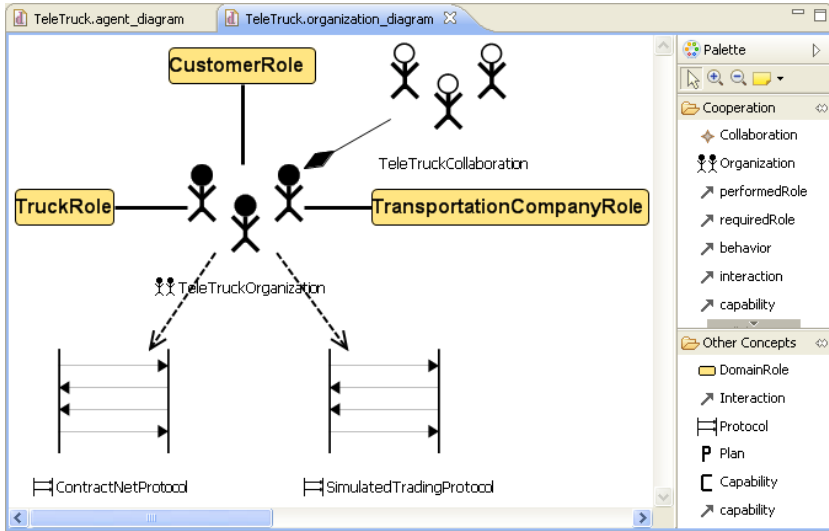 TeleTruck.agent_diagram
TeleTruck.organization_diagram
CustomerRole
TeleTruckCollaboration
TruckRole
TransportationCompanyRole
TeleTruckOrganization
ContractNetProtocol
SimulatedTradingProtocol
Palette
Cooperation
Collaboration
Organization
performedRole
requiredRole
behavior
interaction
capability
Other Concepts
DomainRole
Interaction
Protocol
P Plan
C Capability
capability